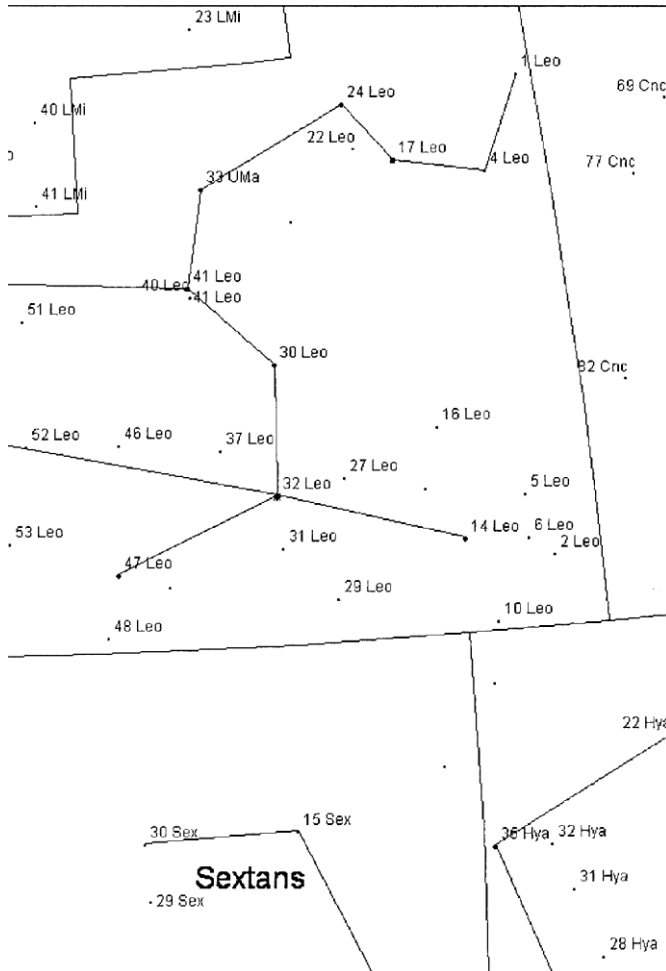 23 LMi
1 Leo
69 Cnc
24 Leo
40 LMi
22 Leo
17 Leo
4 Leo
77 Cnc
o
33 UMa
41 LMi
41 Leo
40 Leo
41 Leo
51 Leo
30 Leo
82 Cnc
16 Leo
52 Leo
46 Leo
37 Leo
27 Leo
32 Leo
5 Leo
53 Leo
31 Leo
14 Leo
6 Leo
2 Leo
47 Leo
29 Leo
10 Leo
48 Leo
22 Hya
15 Sex
30 Sex
35 Hya
32 Hya
Sextans
29 Sex
31 Hya
28 Hya